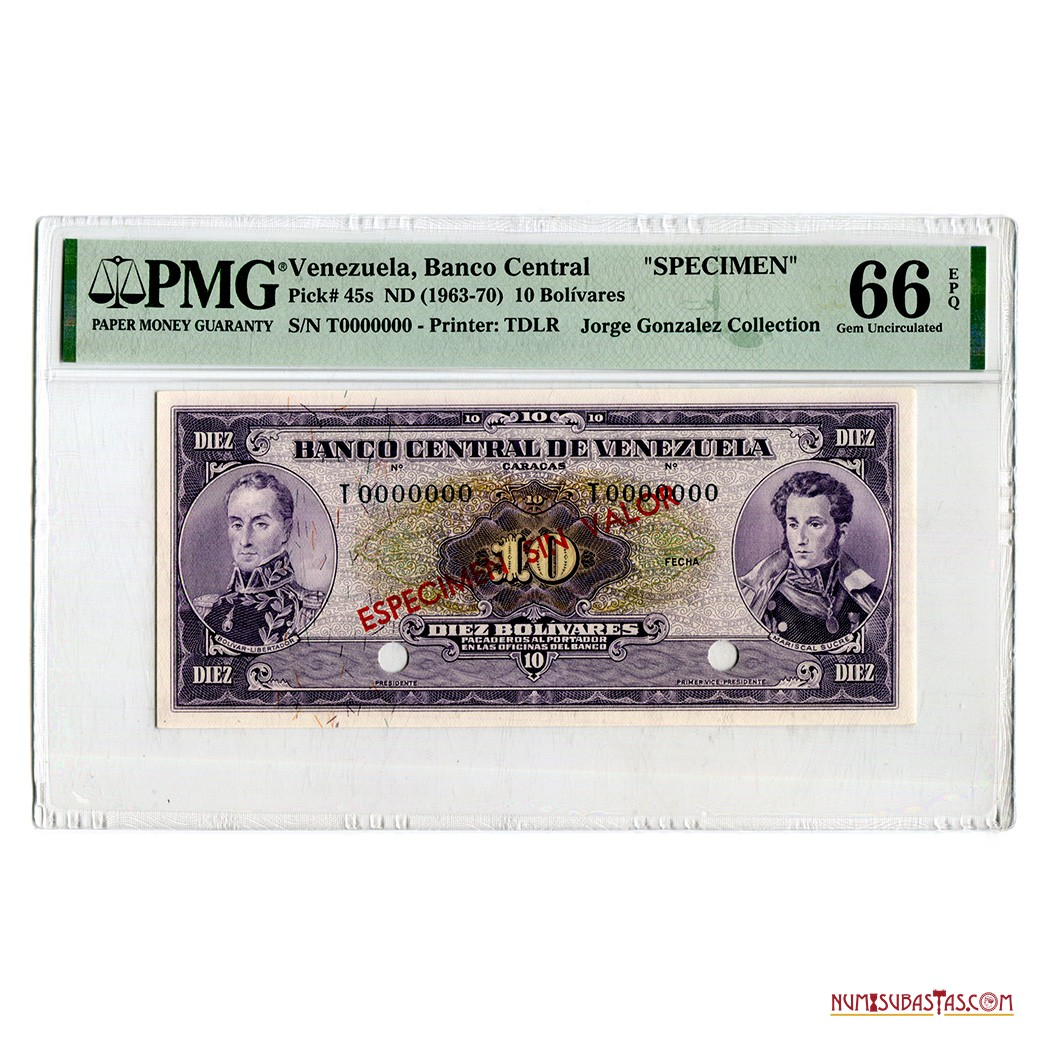 PMG® Venezuela, Banco Central "SPECIMEN" 66 EPQ
Pick# 45s ND (1963-70) 10 Bolívares
PAPER MONEY GUARANTY S/N T0000000 - Printer: TDLR Jorge Gonzalez Collection Gem Uncirculated
10 10 10
DIEZ DIEZ
BANCO CENTRAL DE VENEZUELA
Nº CARACAS Nº
T 0000000 T 0000000
10
ESPECIMEN SIN VALOR
10
FECHA
DIEZ BOLÍVARES
BOLIVAR-LIBERTADOR PAGADEROS AL PORTADOR MARISCAL SUCRE
EN LAS OFICINAS DEL BANCO
DIEZ 10 DIEZ
PRESIDENTE PRIMER VICE-PRESIDENTE
NUMISUBASTAS.COM